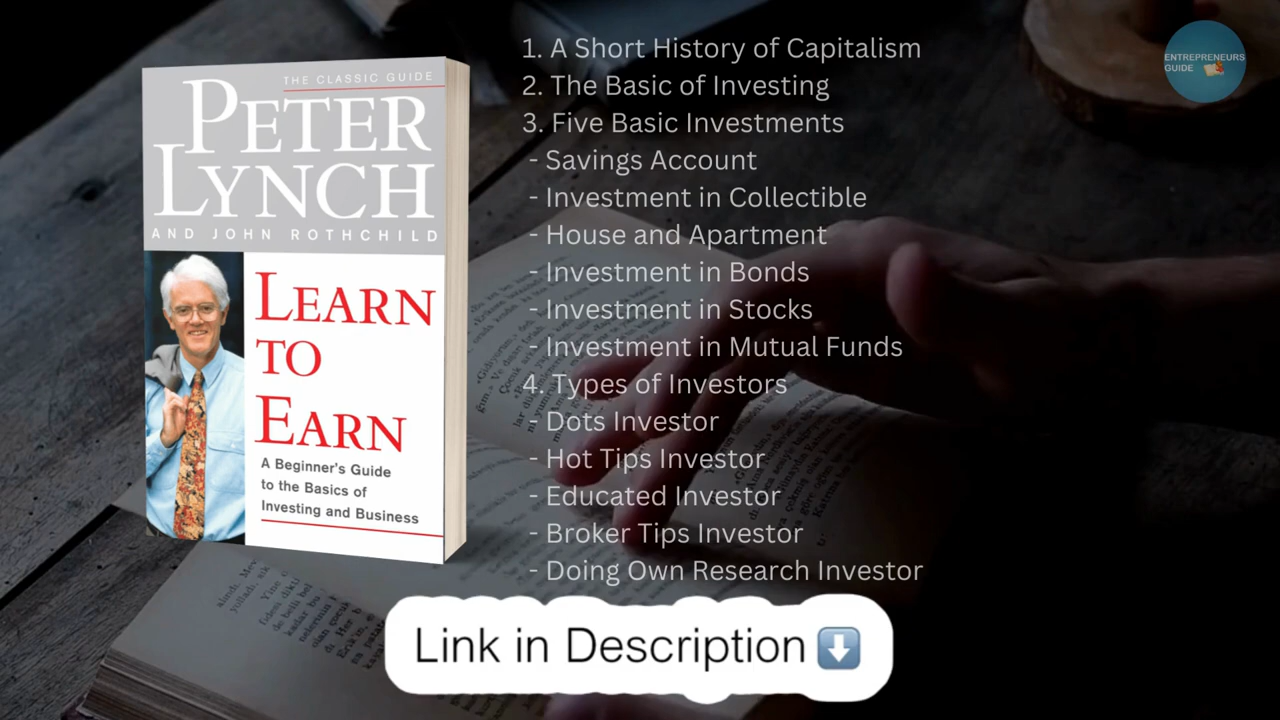 THE CLASSIC GUIDE
PETER
LYNCH
AND JOHN ROTHCHILD
LEARN
TO
EARN
A Beginner's Guide
to the Basics of
Investing and Business
1. A Short History of Capitalism
2. The Basic of Investing
3. Five Basic Investments
- Savings Account
- Investment in Collectible
- House and Apartment
- Investment in Bonds
- Investment in Stocks
- Investment in Mutual Funds
4. Types of Investors
- Dots Investor
- Hot Tips Investor
- Educated Investor
- Broker Tips Investor
- Doing Own Research Investor
ENTREPRENEURS
GUIDE
Link in Description